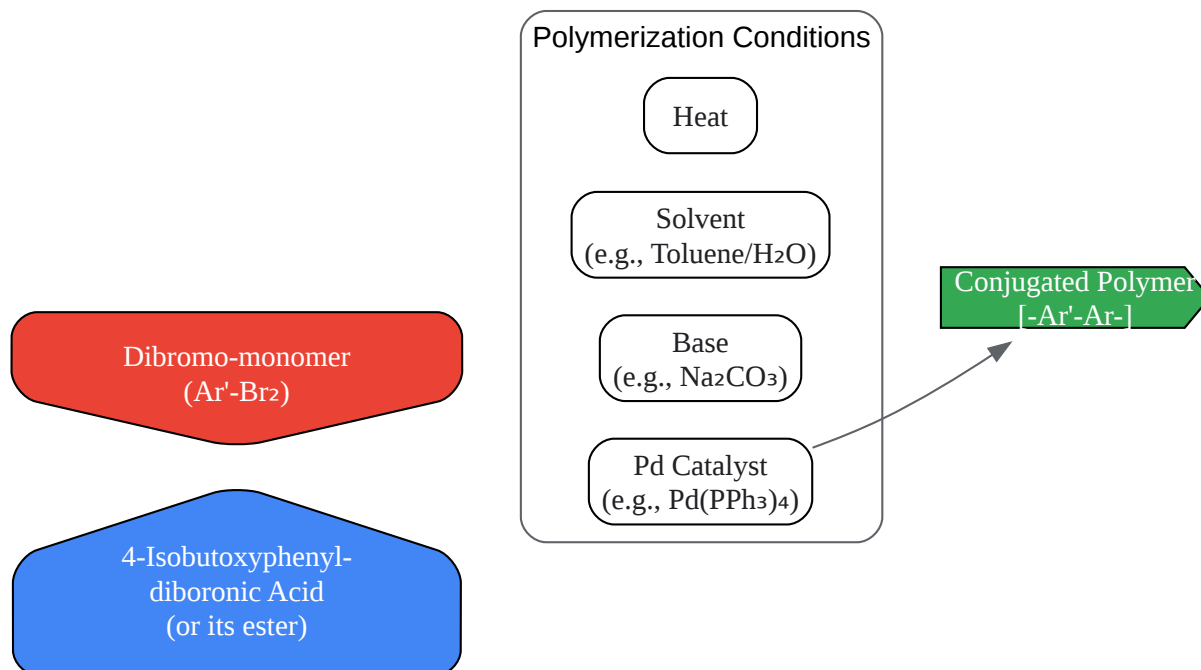 Polymerization Conditions
Heat
Solvent
(e.g., Toluene/H₂O)
Base
(e.g., Na₂CO₃)
Pd Catalyst
(e.g., Pd(PPh₃)₄)
Dibromo-monomer
(Ar'-Br₂)
4-Isobutoxyphenyl-
diboronic Acid
(or its ester)
Conjugated Polymer
[-Ar'-Ar-]